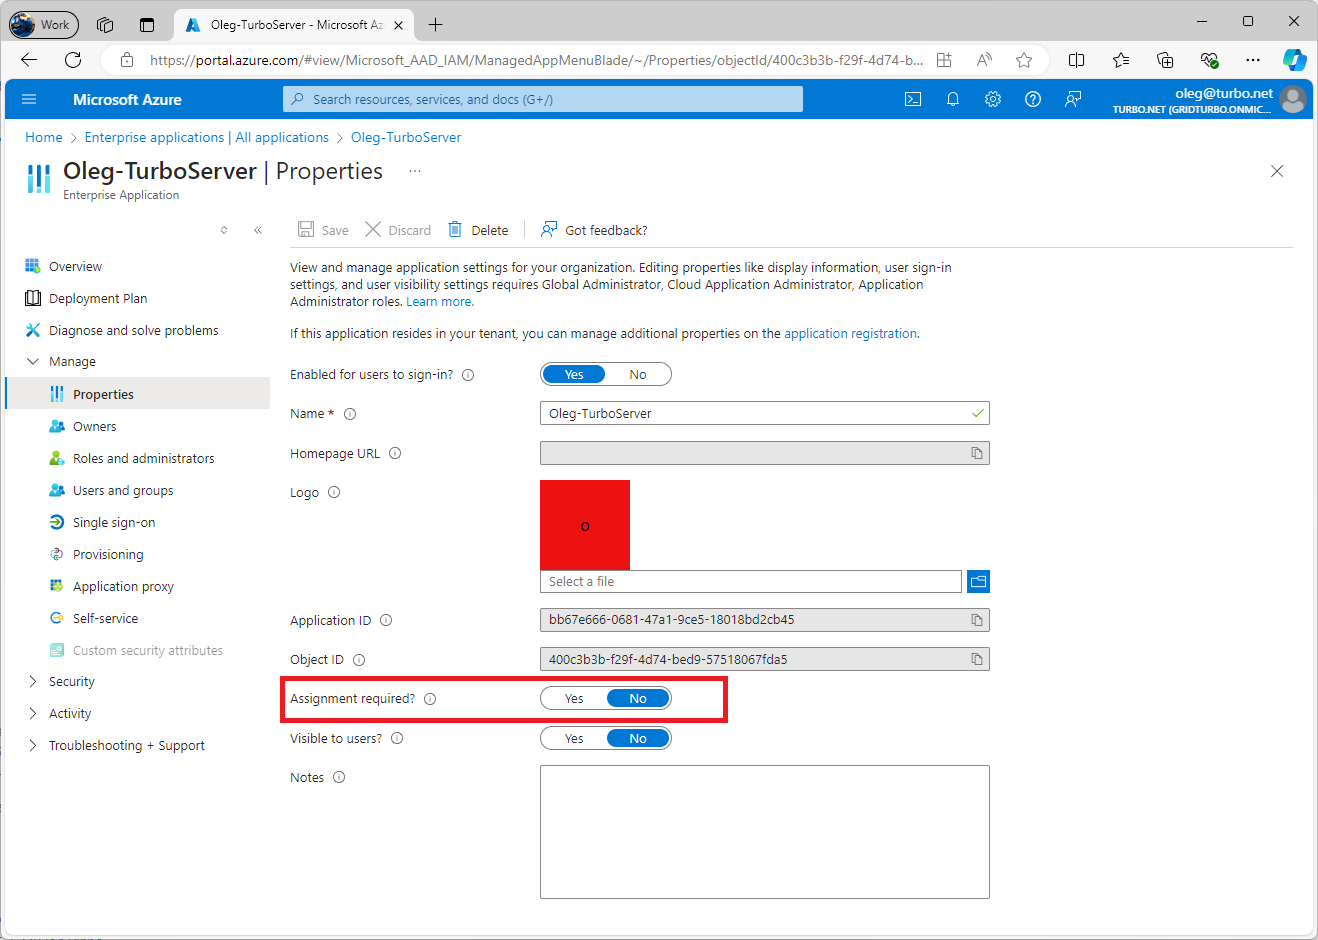 Work
Oleg-TurboServer - Microsoft Az
https://portal.azure.com/#view/Microsoft_AAD_IAM/ManagedAppMenuBlade/~/Properties/objectId/400c3b3b-f29f-4d74-b...
Microsoft Azure
Search resources, services, and docs (G+/)
oleg@turbo.net
TURBO.NET (GRIDTURBO.ONMIC...
Home > Enterprise applications | All applications > Oleg-TurboServer
Oleg-TurboServer | Properties ...
Enterprise Application
Save
Discard
Delete
Got feedback?
Overview
Deployment Plan
Diagnose and solve problems
Manage
Properties
Owners
Roles and administrators
Users and groups
Single sign-on
Provisioning
Application proxy
Self-service
Custom security attributes
Security
Activity
Troubleshooting + Support
View and manage application settings for your organization. Editing properties like display information, user sign-in
settings, and user visibility settings requires Global Administrator, Cloud Application Administrator, Application
Administrator roles. Learn more.
If this application resides in your tenant, you can manage additional properties on the application registration.
Enabled for users to sign-in? Yes No
Name * Oleg-TurboServer
Homepage URL
Logo
O
Select a file
Application ID bb67e666-0681-47a1-9ce5-18018bd2cb45
Object ID 400c3b3b-f29f-4d74-bed9-57518067fda5
Assignment required? Yes No
Visible to users? Yes No
Notes